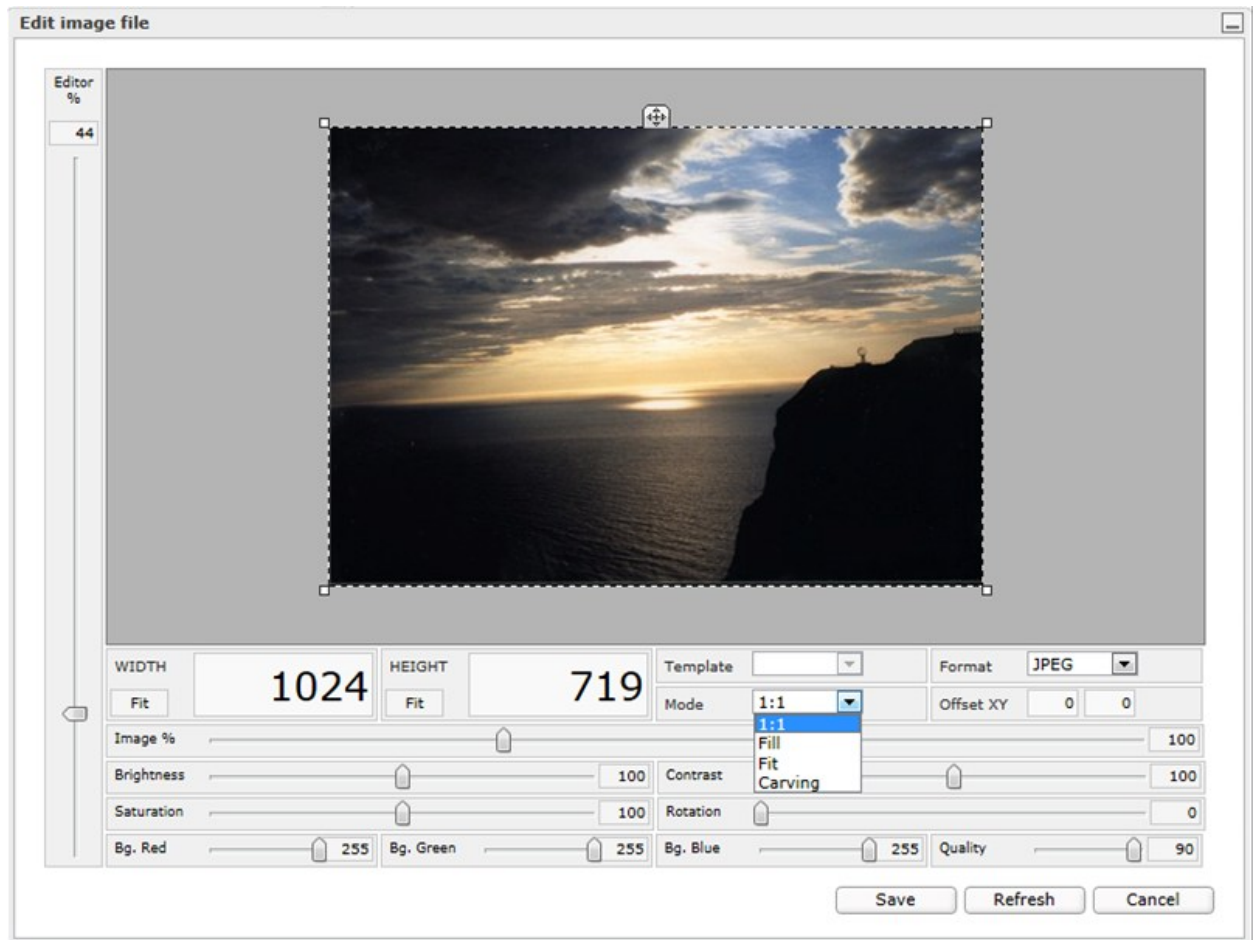 Edit image file
Editor
%
44
WIDTH 1024 HEIGHT 719 Template Format JPEG
Fit Fit Mode 1:1 Offset XY 0 0
1:1
Fill
Fit
Carving
Image % 100
Brightness 100 Contrast 100
Saturation 100 Rotation 0
Bg. Red 255 Bg. Green 255 Bg. Blue 255 Quality 90
Save Refresh Cancel